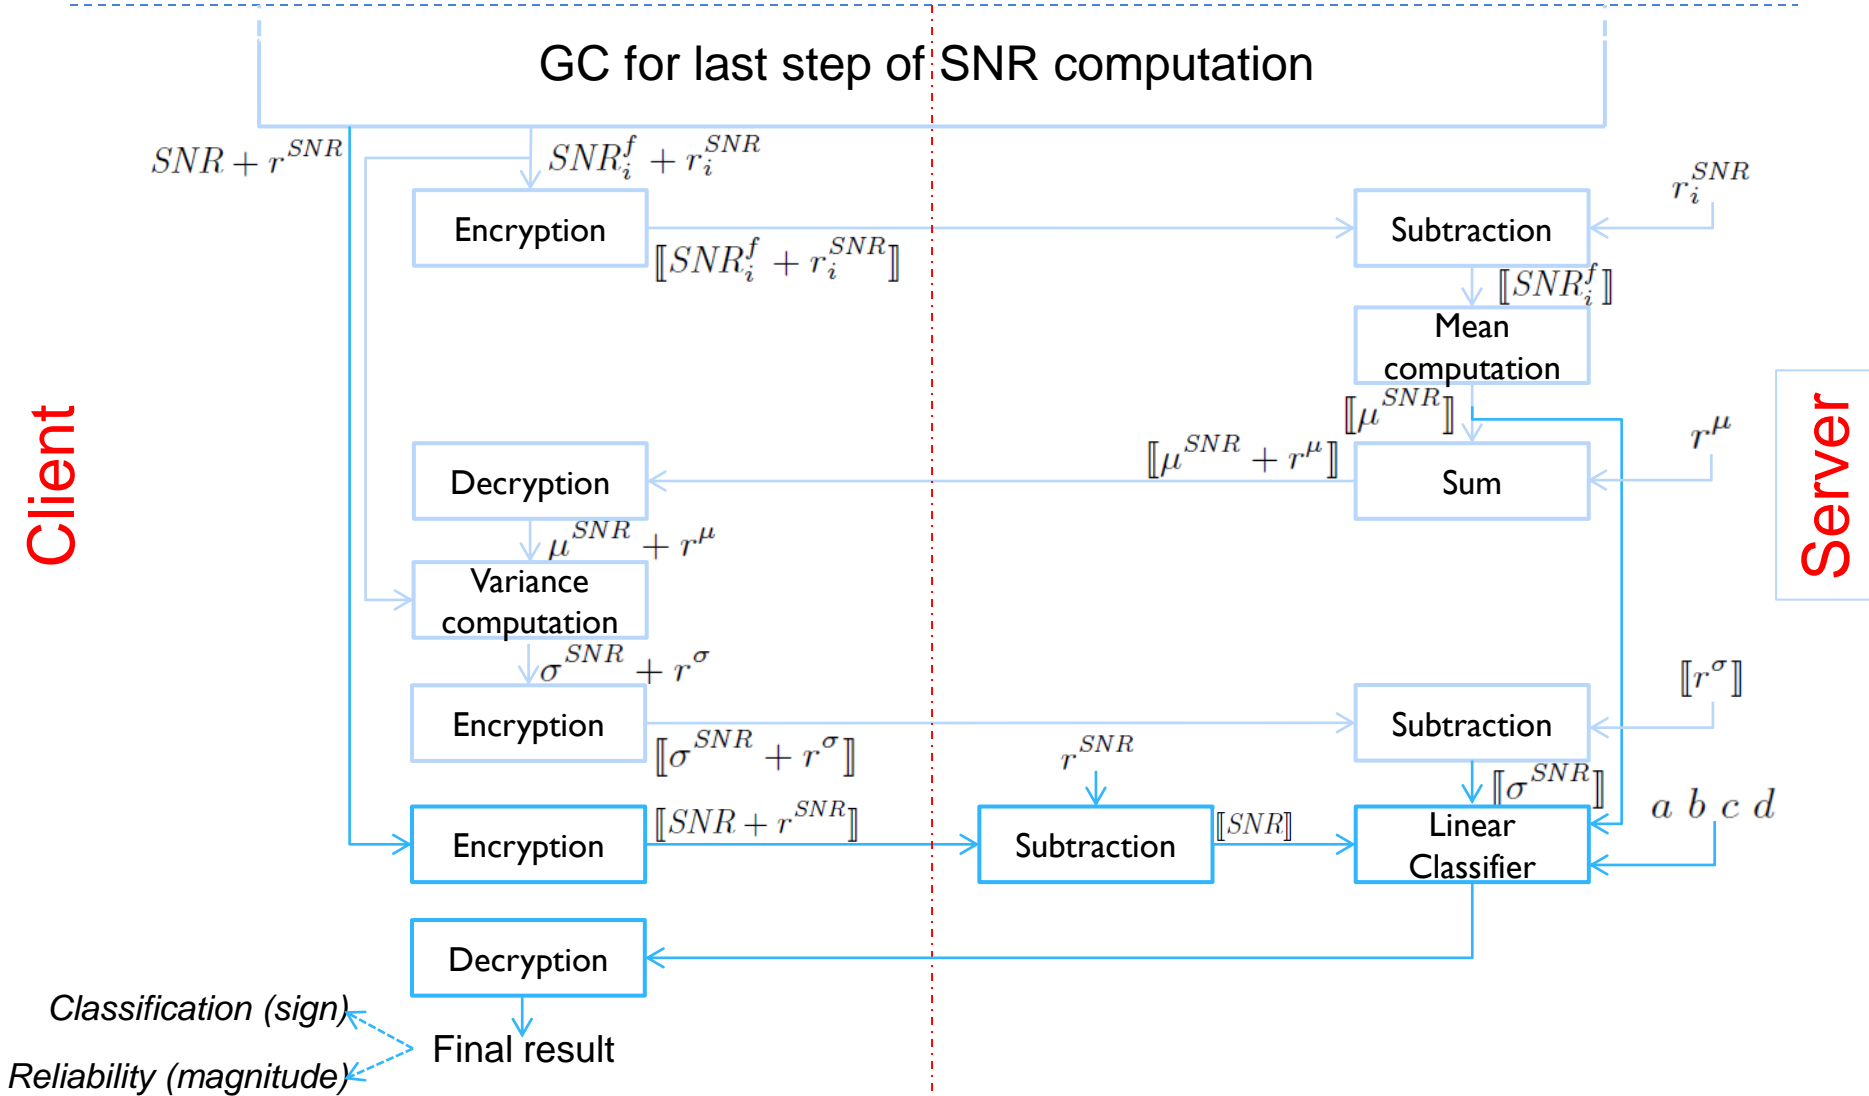 GC for last step of SNR computation
SNR + r^{SNR}
SNR_i^f + r_i^{SNR}
r_i^{SNR}
Encryption
Subtraction
⟦SNR_i^f + r_i^{SNR}⟧
⟦SNR_i^f⟧
Mean
computation
⟦μ^{SNR}⟧
Client
Server
⟦μ^{SNR} + r^μ⟧
r^μ
Decryption
Sum
μ^{SNR} + r^μ
Variance
computation
σ^{SNR} + r^σ
⟦r^σ⟧
Encryption
Subtraction
⟦σ^{SNR} + r^σ⟧
r^{SNR}
⟦σ^{SNR}⟧
⟦SNR + r^{SNR}⟧
⟦SNR⟧
a b c d
Encryption
Subtraction
Linear
Classifier
Decryption
Classification (sign)
Final result
Reliability (magnitude)